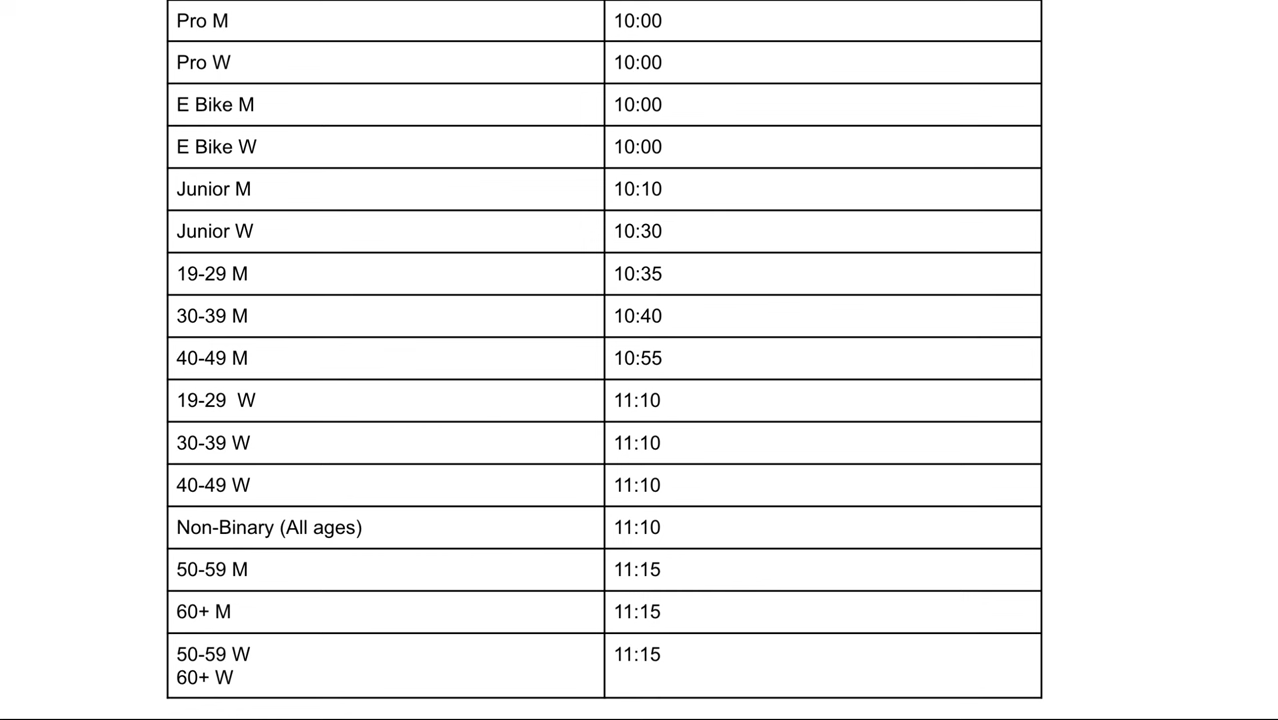 Pro M 10:00
Pro W 10:00
E Bike M 10:00
E Bike W 10:00
Junior M 10:10
Junior W 10:30
19-29 M 10:35
30-39 M 10:40
40-49 M 10:55
19-29  W 11:10
30-39 W 11:10
40-49 W 11:10
Non-Binary (All ages) 11:10
50-59 M 11:15
60+ M 11:15
50-59 W 11:15
60+ W